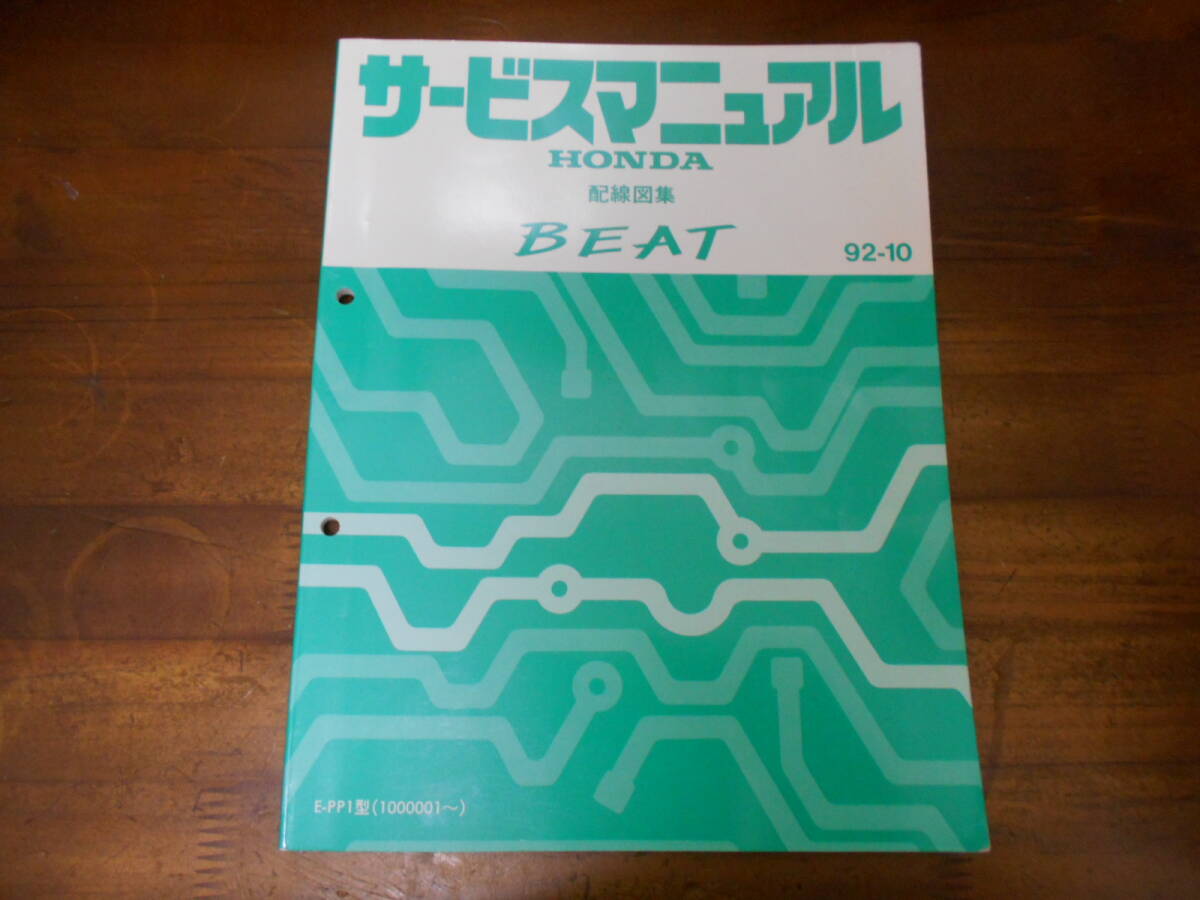 サービスマニュアル
HONDA
配線図集
BEAT 92-10
E-PP1型(1000001～)